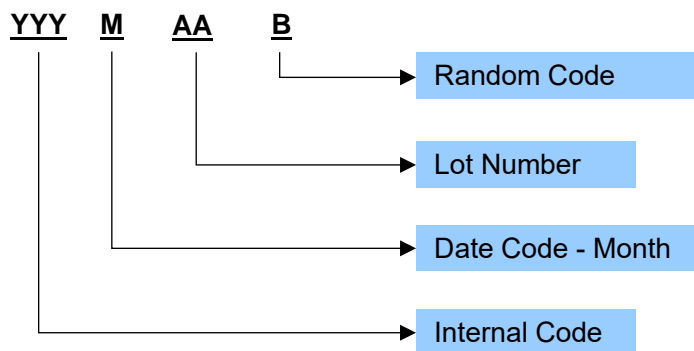 YYY M AA B
Random Code
Lot Number
Date Code - Month
Internal Code